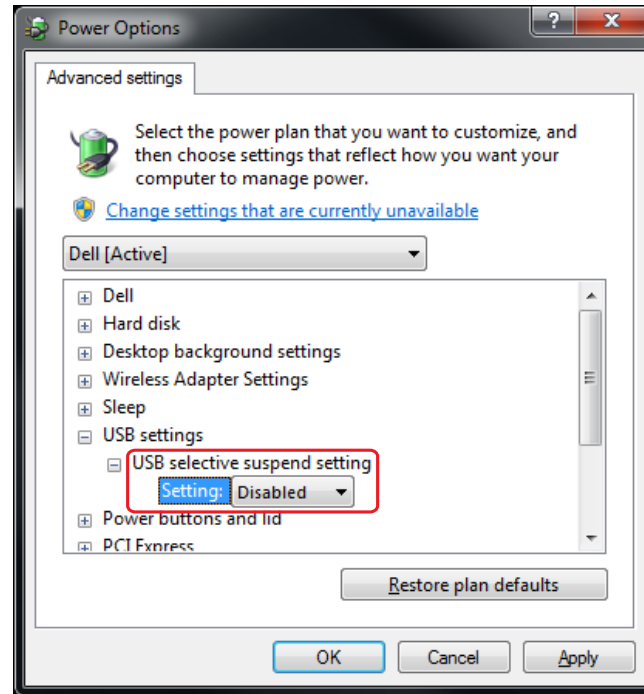 Power Options
?
Advanced settings
Select the power plan that you want to customize, and
then choose settings that reflect how you want your
computer to manage power.
Change settings that are currently unavailable
Dell [Active]
Dell
Hard disk
Desktop background settings
Wireless Adapter Settings
Sleep
USB settings
USB selective suspend setting
Setting: Disabled
Power buttons and lid
PCI Express
Restore plan defaults
OK Cancel Apply